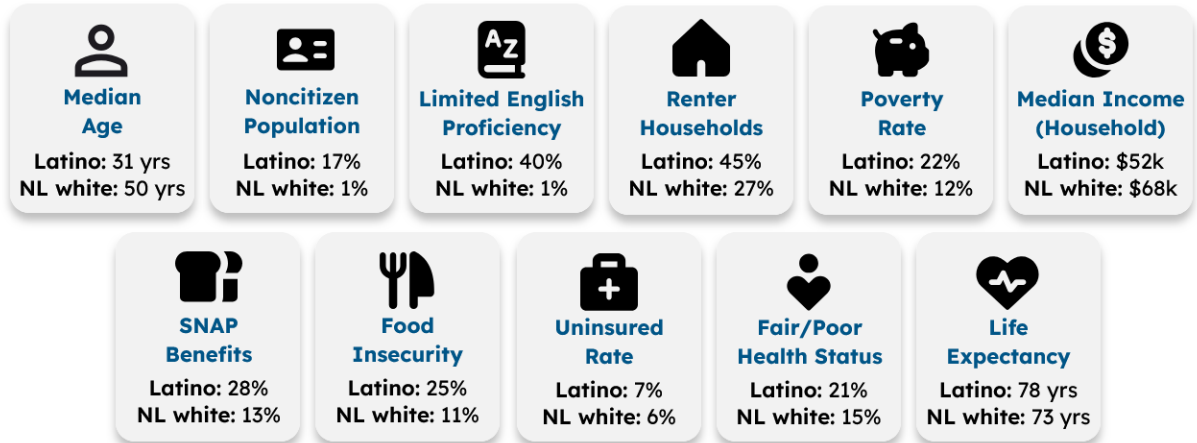 Median
Age
Latino: 31 yrs
NL white: 50 yrs
Noncitizen
Population
Latino: 17%
NL white: 1%
AZ
Limited English
Proficiency
Latino: 40%
NL white: 1%
Renter
Households
Latino: 45%
NL white: 27%
Poverty
Rate
Latino: 22%
NL white: 12%
$
Median Income
(Household)
Latino: $52k
NL white: $68k
SNAP
Benefits
Latino: 28%
NL white: 13%
Food
Insecurity
Latino: 25%
NL white: 11%
Uninsured
Rate
Latino: 7%
NL white: 6%
Fair/Poor
Health Status
Latino: 21%
NL white: 15%
Life
Expectancy
Latino: 78 yrs
NL white: 73 yrs